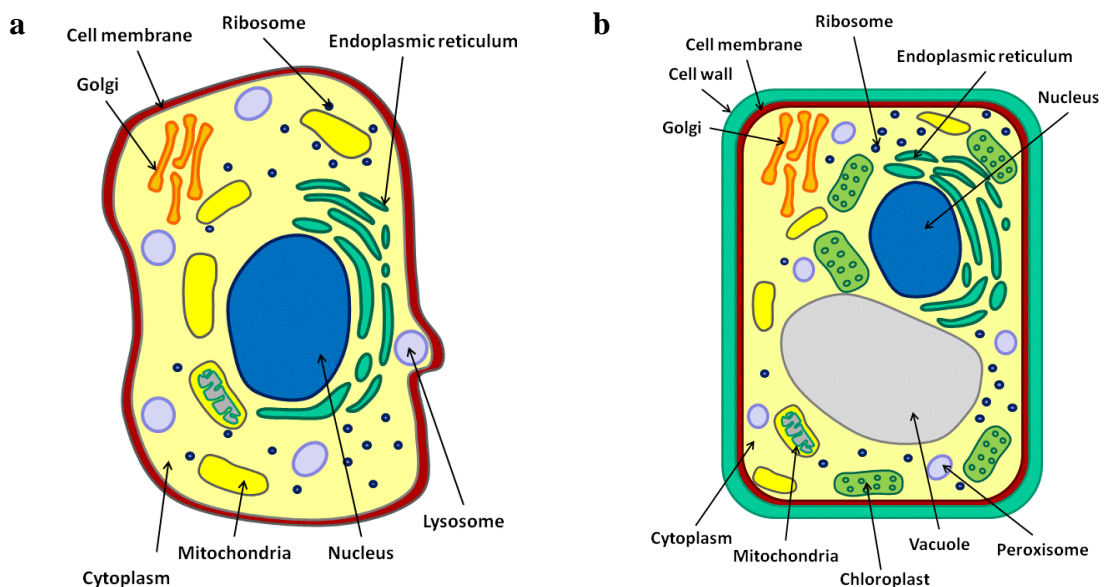 a
Ribosome
Cell membrane
Endoplasmic reticulum
Golgi
Lysosome
Mitochondria
Nucleus
Cytoplasm
b
Ribosome
Cell membrane
Endoplasmic reticulum
Cell wall
Nucleus
Golgi
Cytoplasm
Mitochondria
Vacuole
Peroxisome
Chloroplast